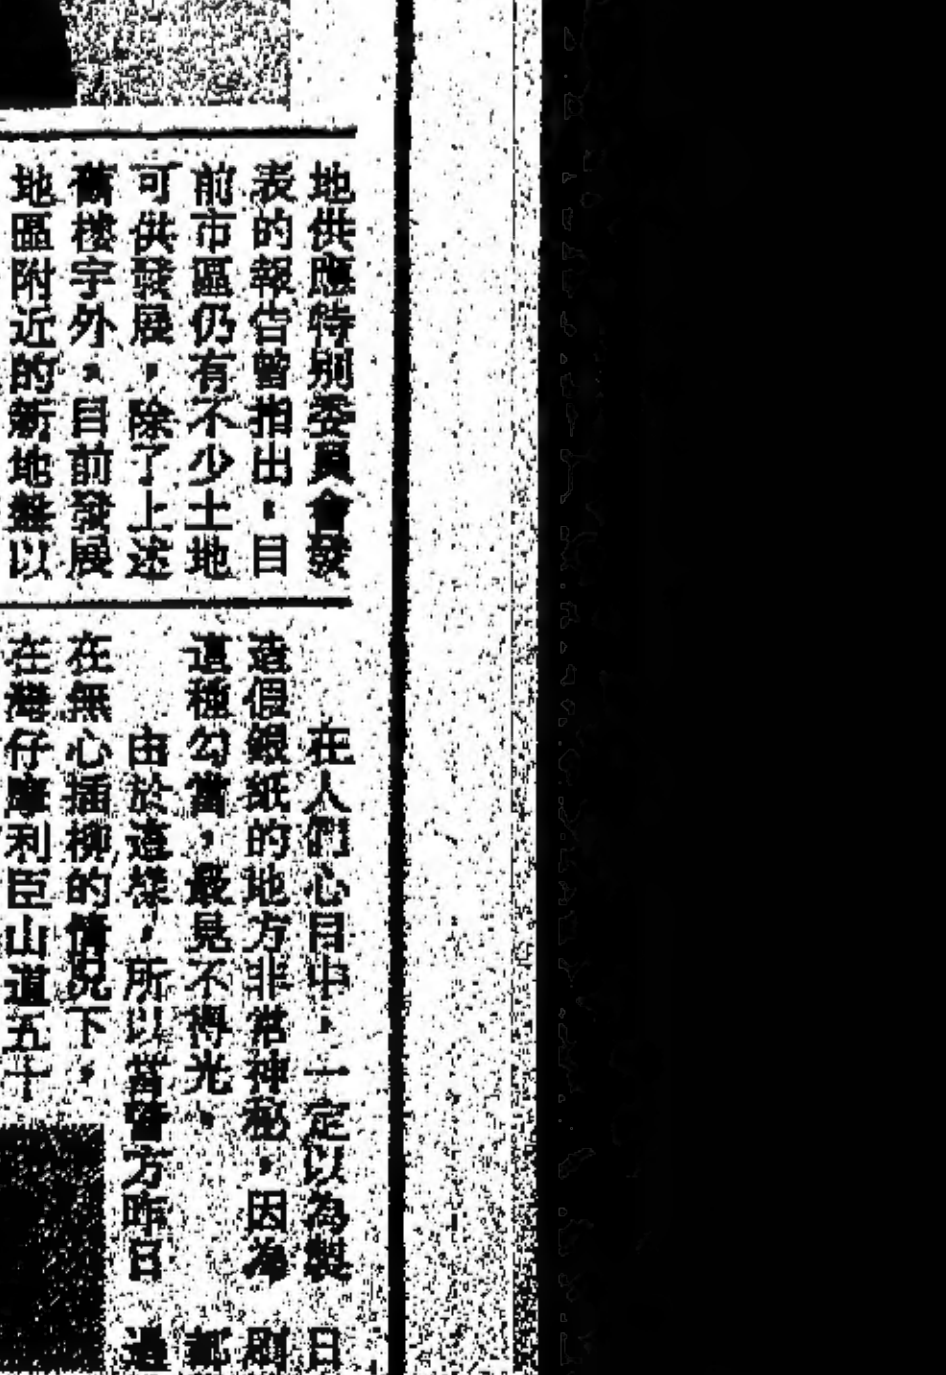 地供應特別委員會發
表的報告曾指出，目
前市區仍有不少土地
可供發展，除了上述
舊樓宇外，目前發展
地區附近的新地盤以
在人們心目中，一定以為製
造假銀紙的地方非常神秘，因為
這種勾當，最見不得光，
由於這樣，所以當警方昨日
在無心插柳的情況下，
在灣仔摩利臣山道五十
日
都
過